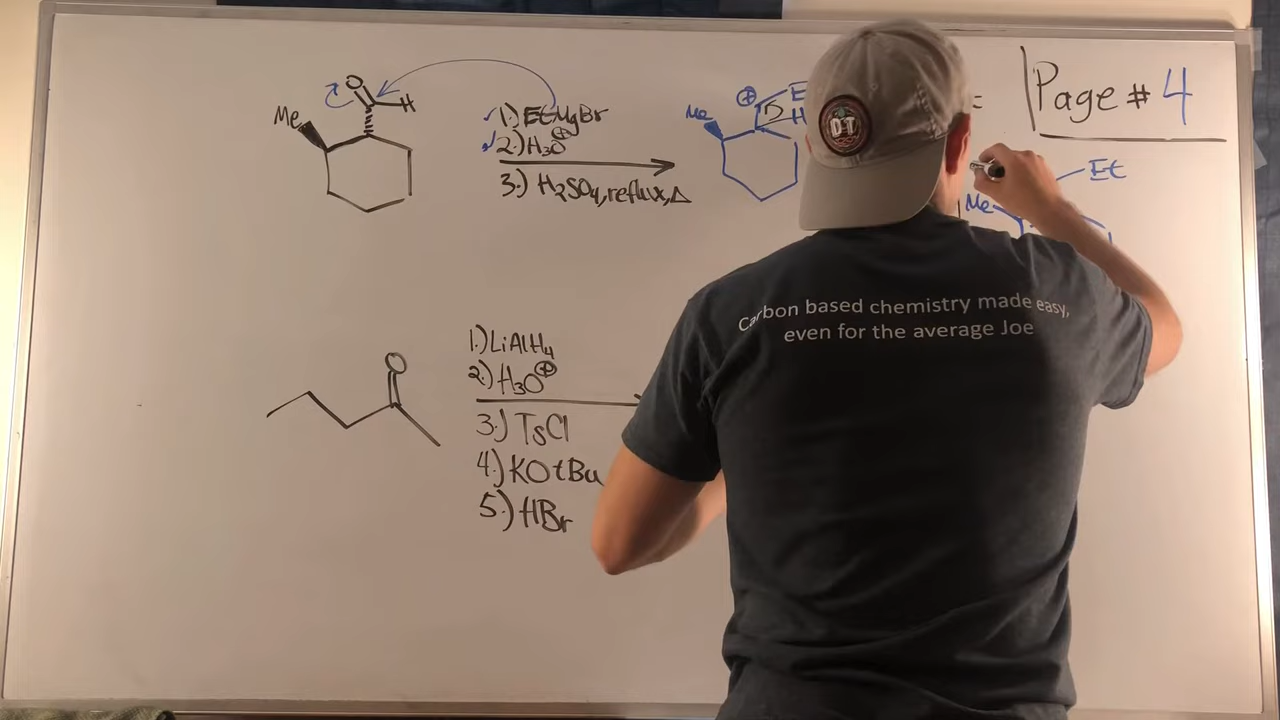 Page # 4
O
H
Me
1.) EtMgBr
2.) H3O⊕
3.) H2SO4, reflux, Δ
Me
⊕
H
Et
Me
DT
Carbon based chemistry made easy,
even for the average Joe
O
1.) LiAlH4
2.) H3O⊕
3.) TsCl
4.) KOtBu
5.) HBr